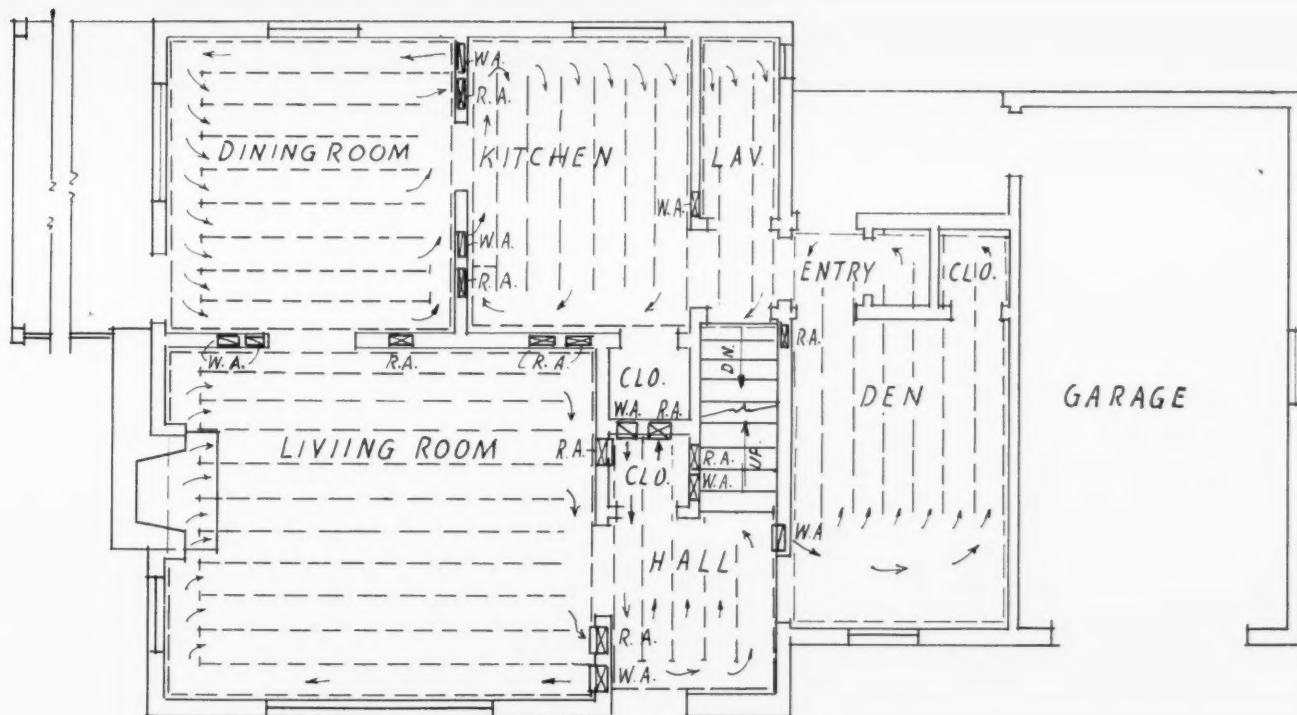 W.A.
R.A.
DINING ROOM
KITCHEN
LAV.
W.A.
W.A.
R.A.
ENTRY
CLO.
W.A.
R.A.
(R.A.
R.A.
DN.
CLO.
DEN
GARAGE
W.A. R.A.
LIVIING ROOM
R.A.
CLO.
R.A.
W.A.
UP.
W.A
HALL
R.A.
W.A.